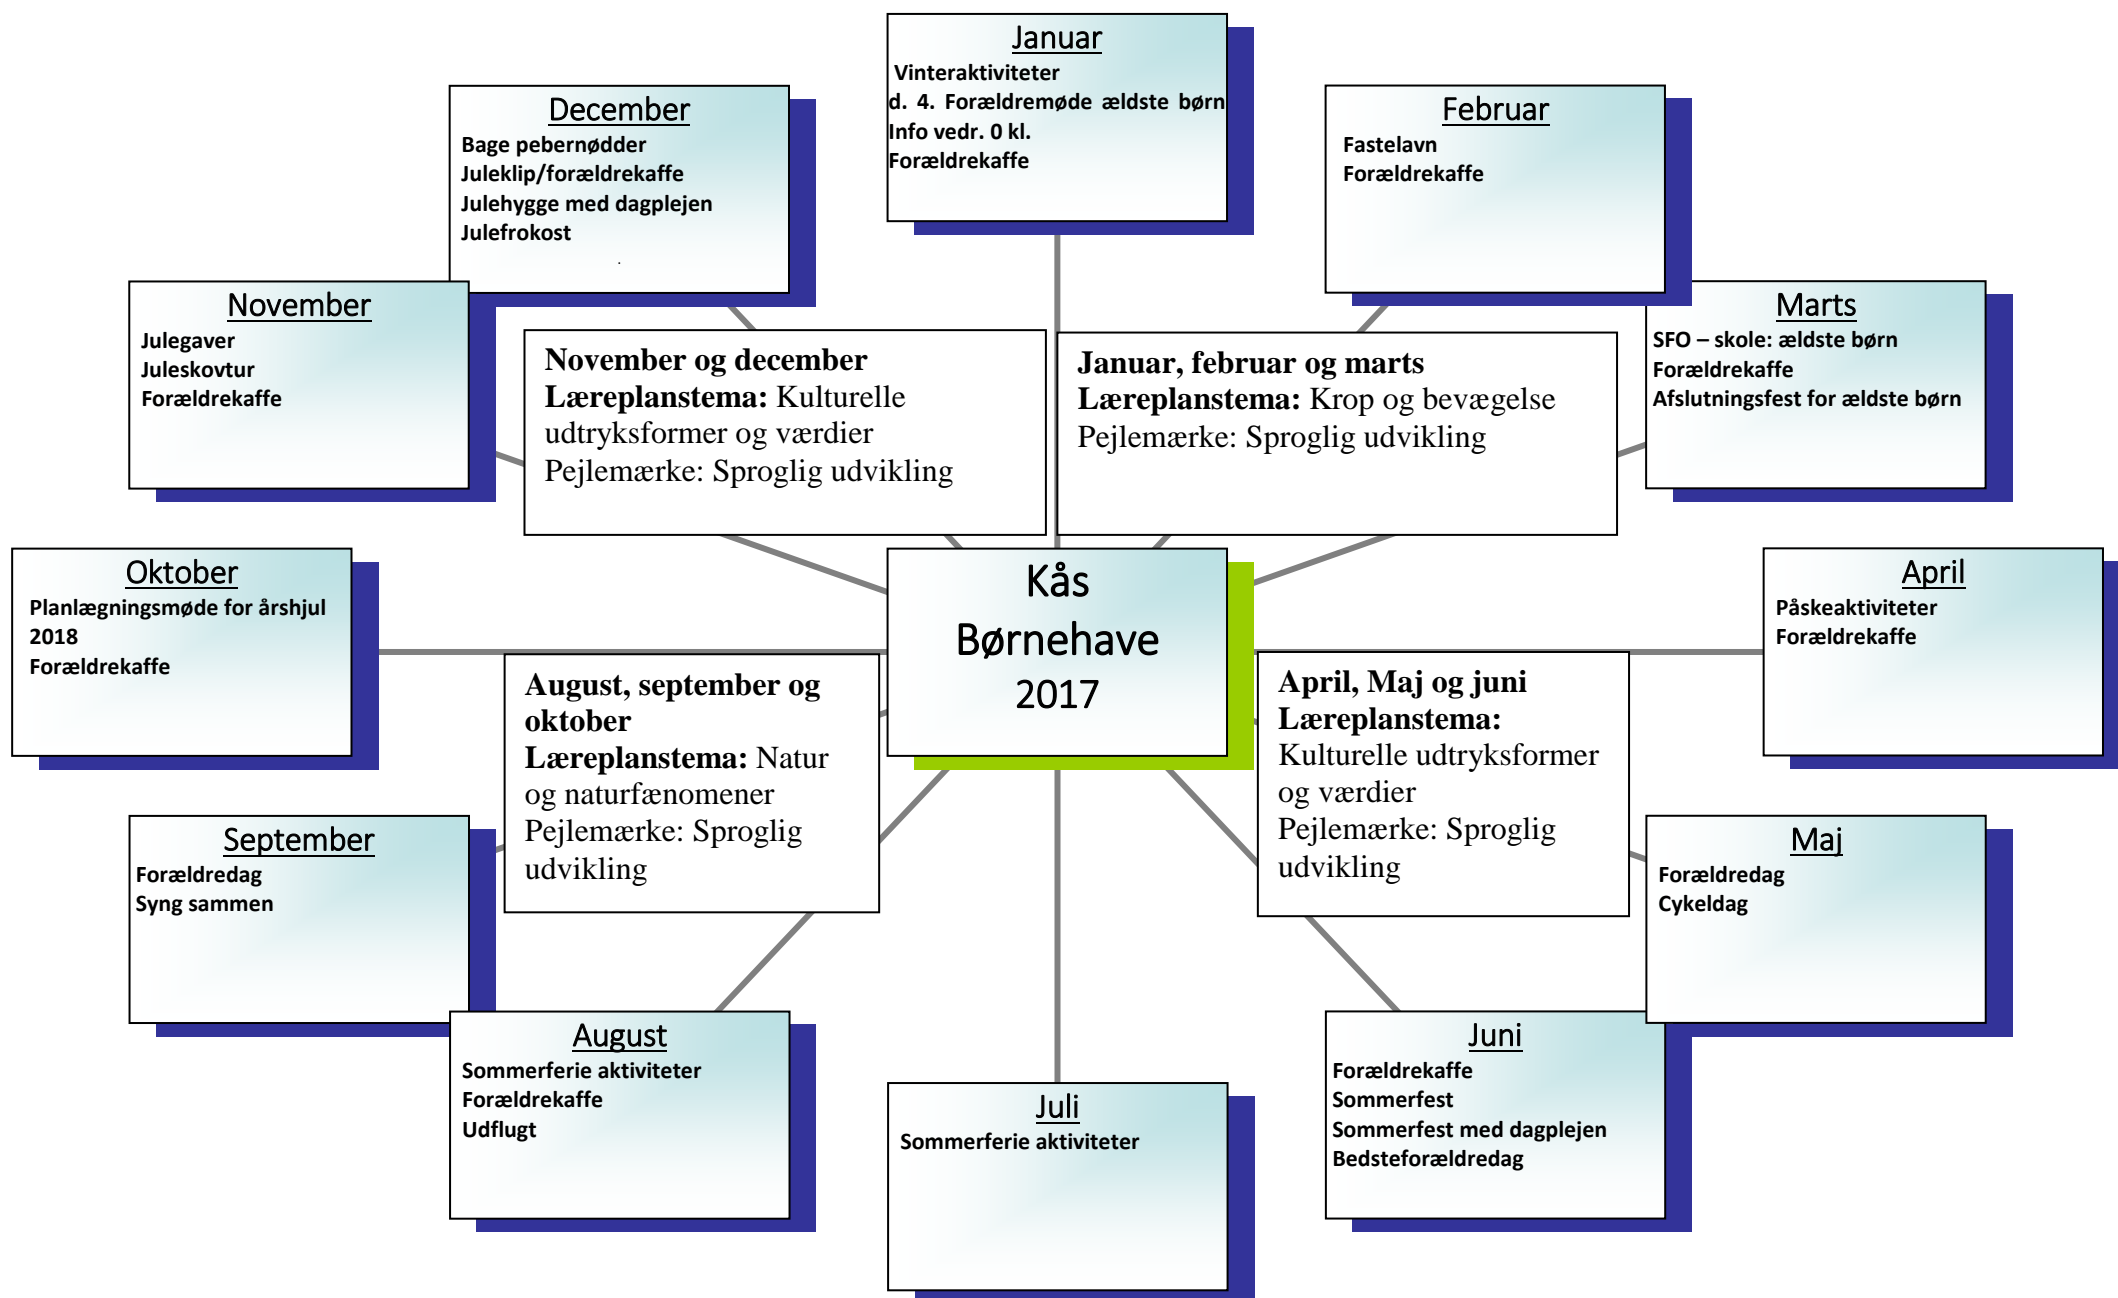 Januar
Vinteraktiviteter
d. 4. Forældremøde ældste børn
Info vedr. 0 kl.
Forældrekaffe
Februar
Fastelavn
Forældrekaffe
Marts
SFO – skole: ældste børn
Forældrekaffe
Afslutningsfest for ældste børn
April
Påskeaktiviteter
Forældrekaffe
Maj
Forældredag
Cykeldag
Juni
Forældrekaffe
Sommerfest
Sommerfest med dagplejen
Bedsteforældredag
Juli
Sommerferie aktiviteter
August
Sommerferie aktiviteter
Forældrekaffe
Udflugt
September
Forældredag
Syng sammen
Oktober
Planlægningsmøde for årshjul
2018
Forældrekaffe
November
Julegaver
Juleskovtur
Forældrekaffe
December
Bage pebernødder
Juleklip/forældrekaffe
Julehygge med dagplejen
Julefrokost
.
November og december
Læreplanstema: Kulturelle
udtryksformer og værdier
Pejlemærke: Sproglig udvikling
Januar, februar og marts
Læreplanstema: Krop og bevægelse
Pejlemærke: Sproglig udvikling
Kås
Børnehave
2017
August, september og
oktober
Læreplanstema: Natur
og naturfænomener
Pejlemærke: Sproglig
udvikling
April, Maj og juni
Læreplanstema:
Kulturelle udtryksformer
og værdier
Pejlemærke: Sproglig
udvikling